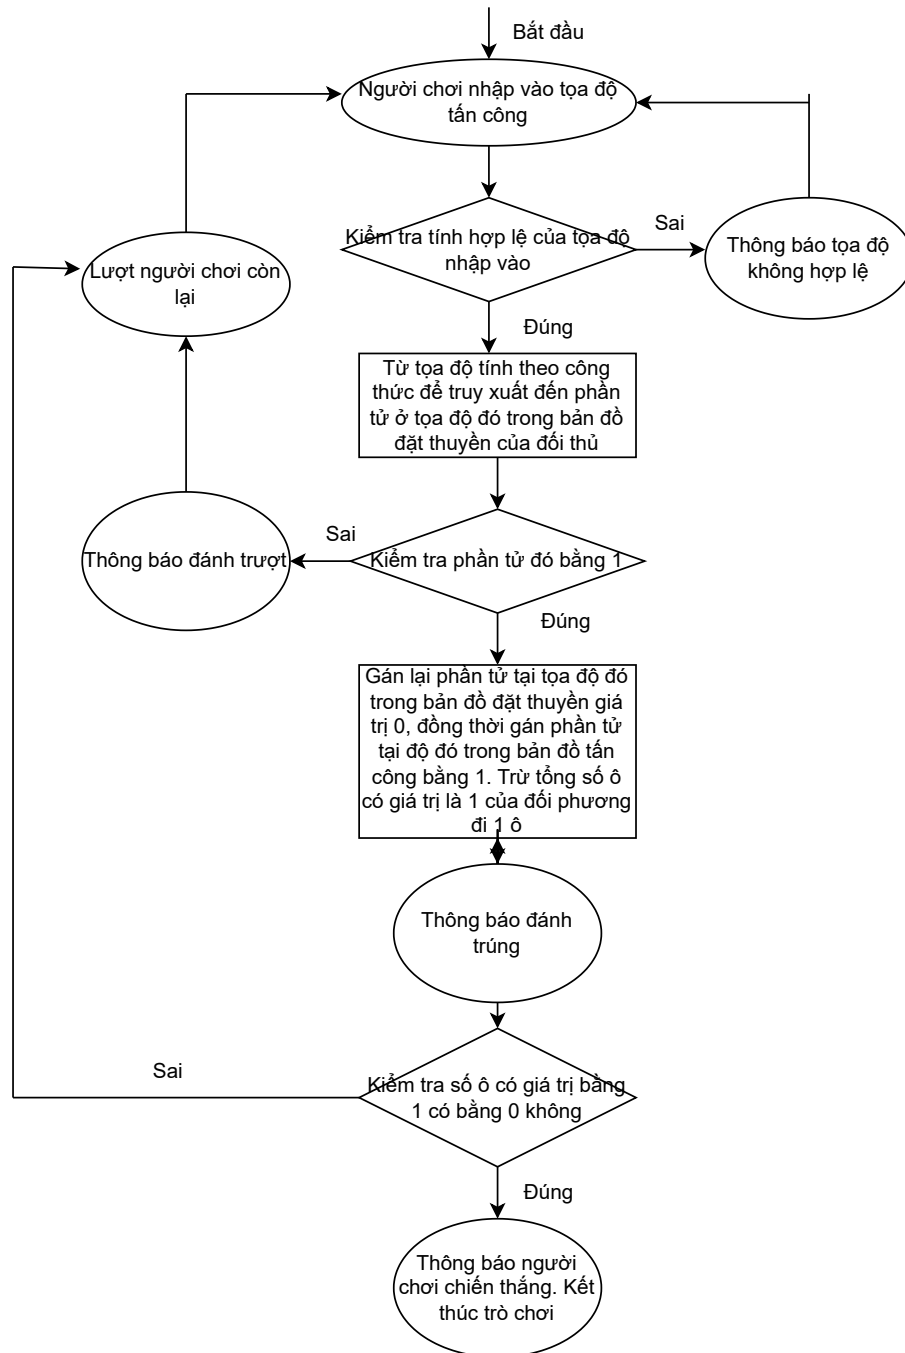 Bắt đầu
Người chơi nhập vào tọa độ
tấn công
Kiểm tra tính hợp lệ của tọa độ
nhập vào
Sai
Thông báo tọa độ
không hợp lệ
Lượt người chơi còn
lại
Đúng
Từ tọa độ tính theo công
thức để truy xuất đến phần
tử ở tọa độ đó trong bản đồ
đặt thuyền của đối thủ
Sai
Thông báo đánh trượt
Kiểm tra phần tử đó bằng 1
Đúng
Gán lại phần tử tại tọa độ đó
trong bản đồ đặt thuyền giá
trị 0, đồng thời gán phần tử
tại độ đó trong bản đồ tấn
công bằng 1. Trừ tổng số ô
có giá trị là 1 của đối phương
đi 1 ô
Thông báo đánh
trúng
Sai
Kiểm tra số ô có giá trị bằng
1 có bằng 0 không
Đúng
Thông báo người
chơi chiến thắng. Kết
thúc trò chơi